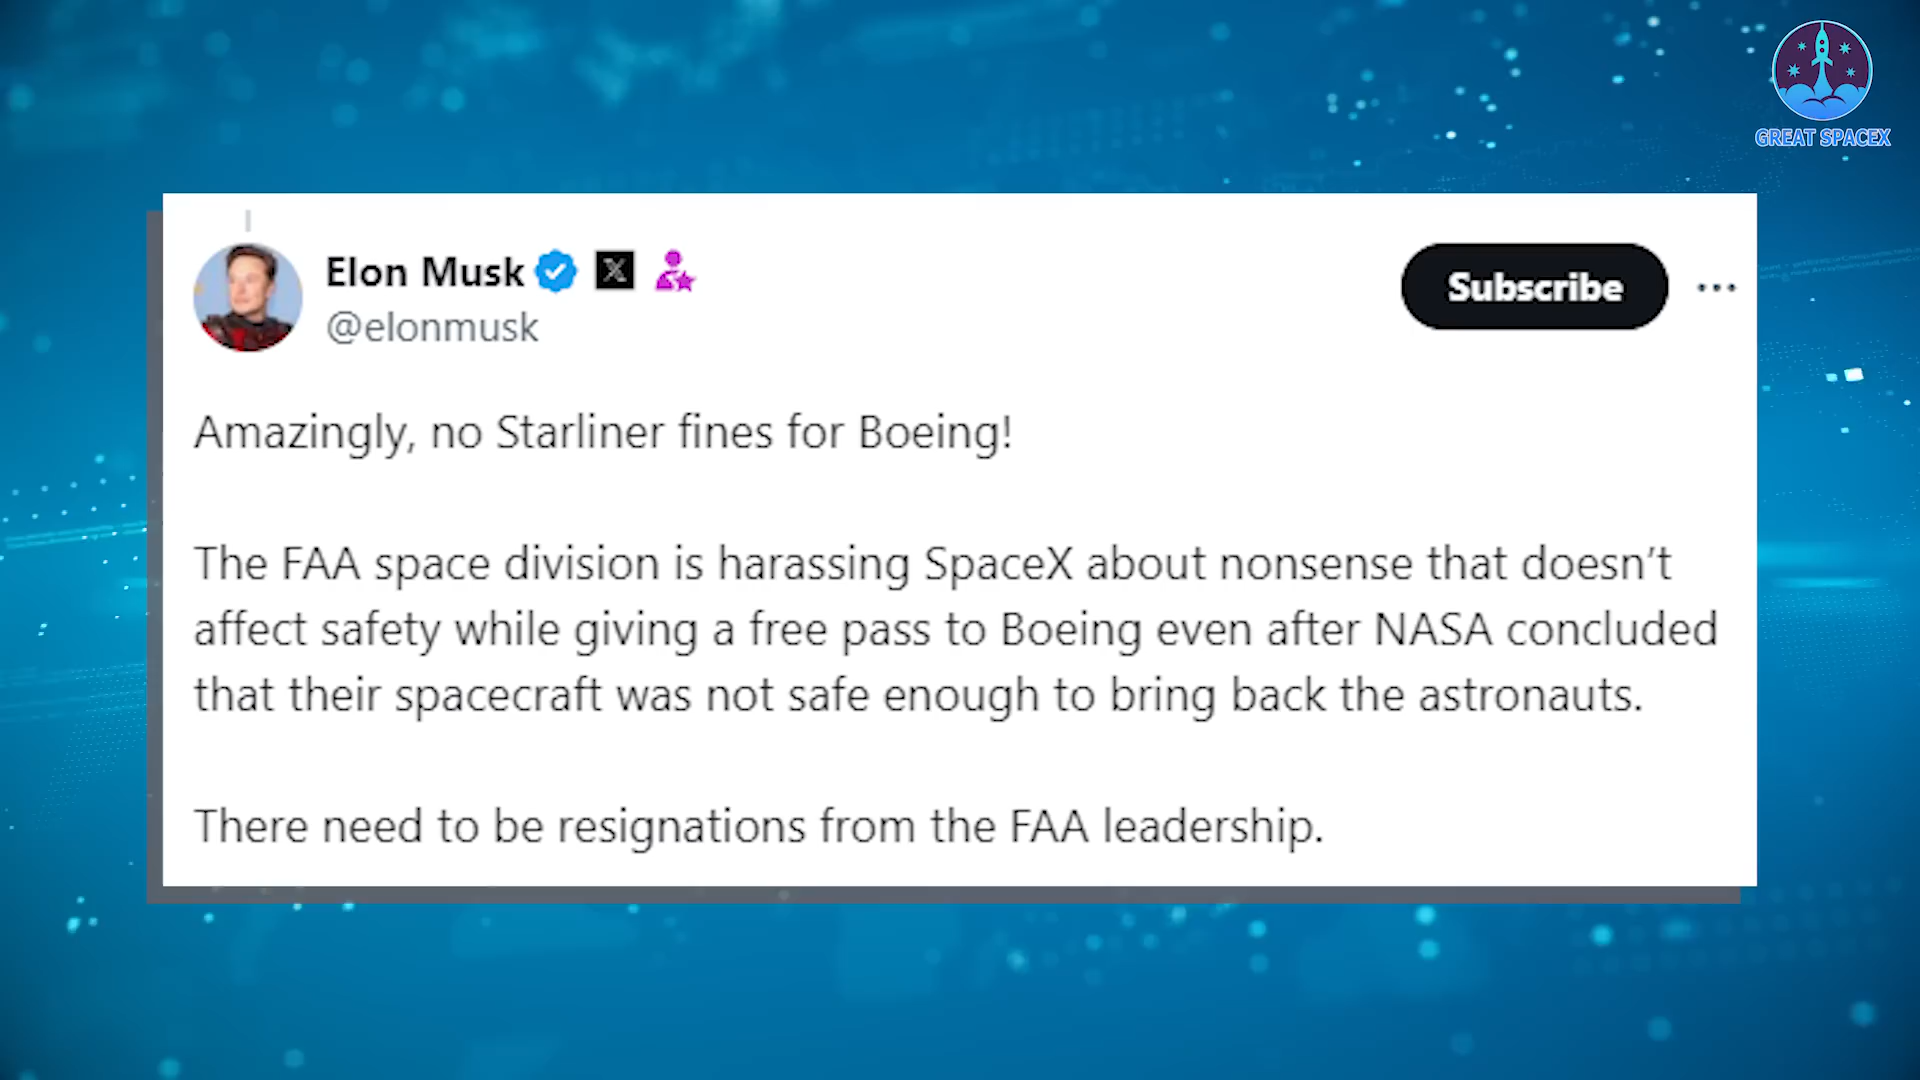 GREAT SPACEX
Elon Musk
Subscribe
@elonmusk
Amazingly, no Starliner fines for Boeing!
The FAA space division is harassing SpaceX about nonsense that doesn’t
affect safety while giving a free pass to Boeing even after NASA concluded
that their spacecraft was not safe enough to bring back the astronauts.
There need to be resignations from the FAA leadership.